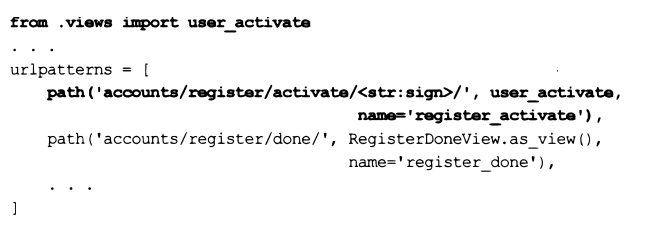 from .views import user_activate
. . .
urlpatterns = [
    path('accounts/register/activate/<str:sign>/', user_activate,
                                  name='register_activate'),
    path('accounts/register/done/', RegisterDoneView.as_view(),
                                 name='register_done'),
    . . .
]